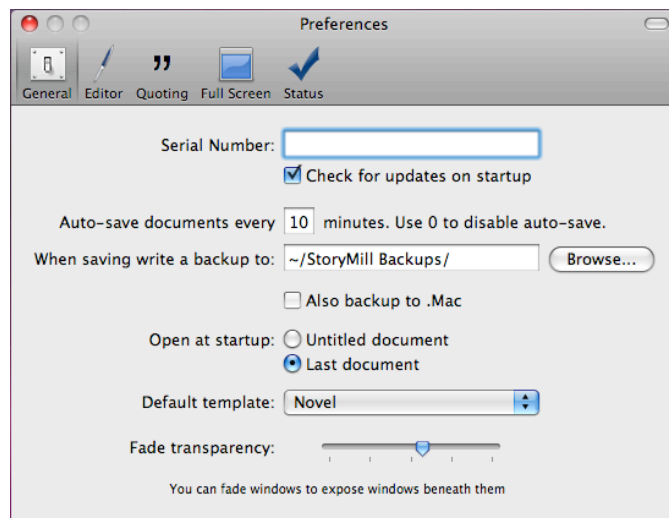 Preferences
General Editor Quoting Full Screen Status
Serial Number:
Check for updates on startup
Auto-save documents every 10 minutes. Use 0 to disable auto-save.
When saving write a backup to: ~/StoryMill Backups/ Browse...
Also backup to .Mac
Open at startup: Untitled document
Last document
Default template: Novel
Fade transparency:
You can fade windows to expose windows beneath them